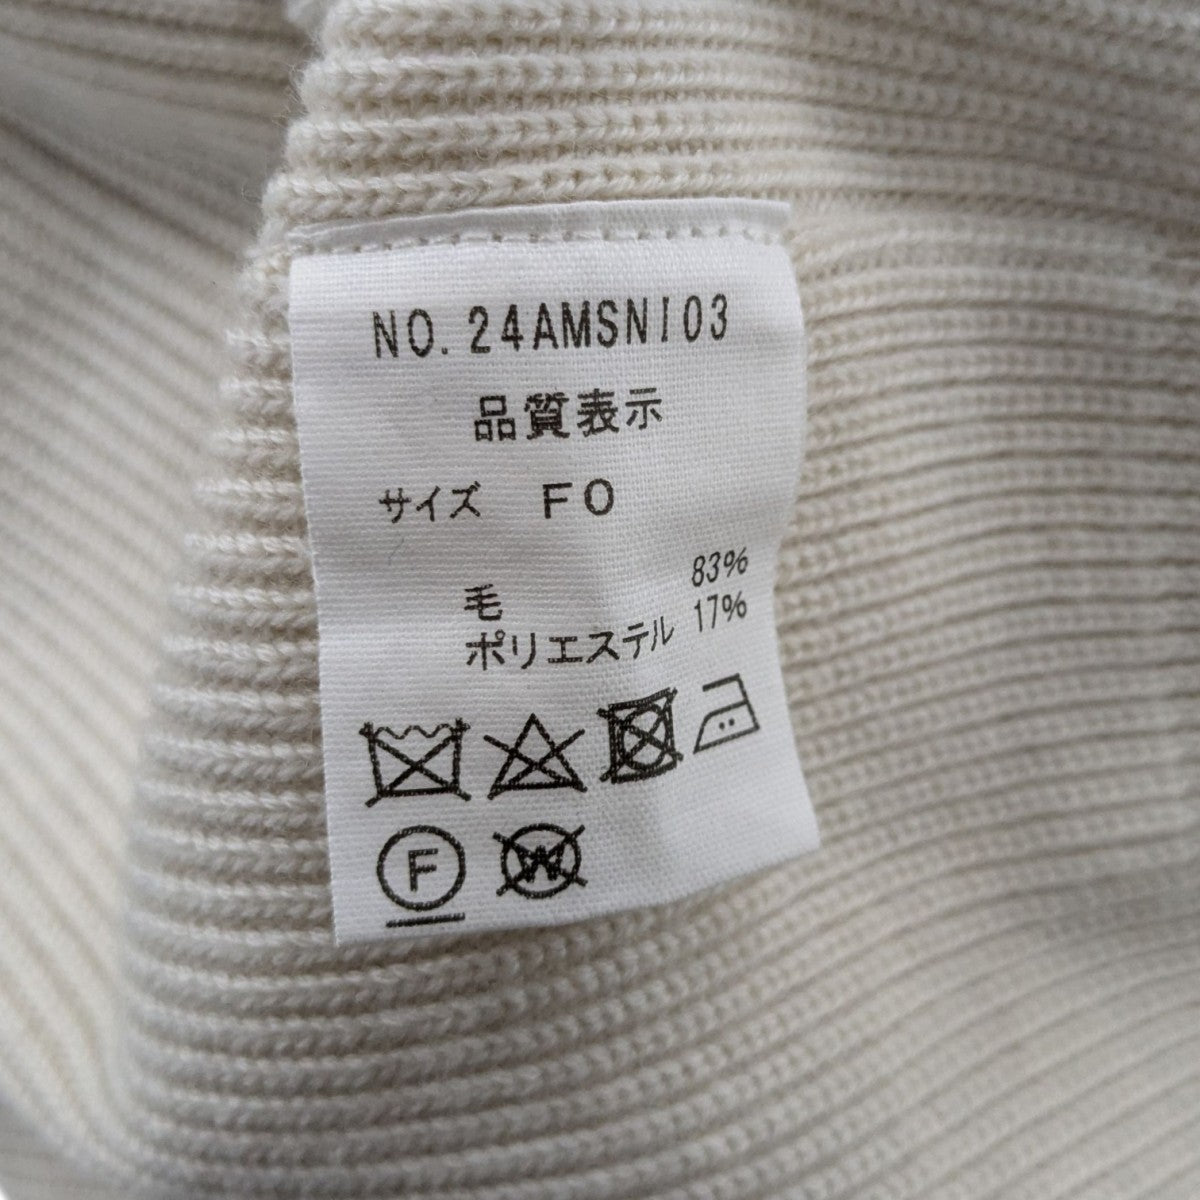 NO. 24AMSNI03
品質表示
サイズ FO
毛 83%
ポリエステル 17%
F W